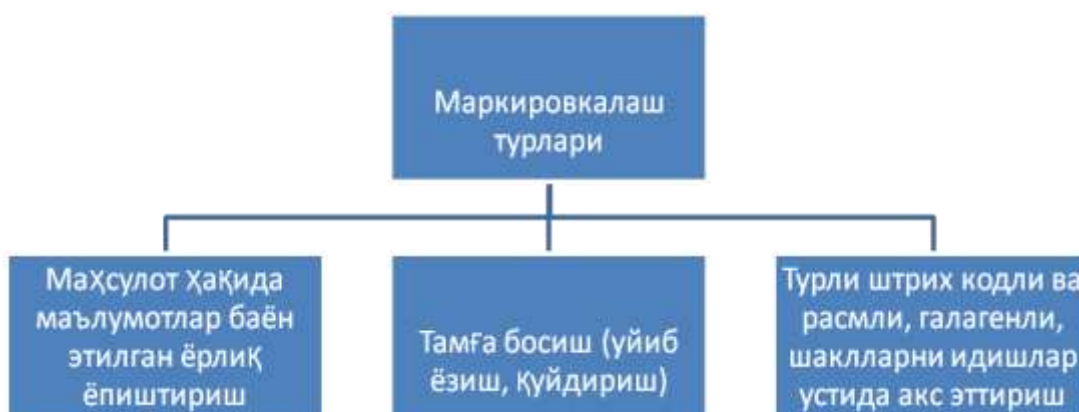 Маркировкалаш
турлари
Маҳсулот ҳақида
маълумотлар баён
этилган ёрлиқ
ёпиштириш
Тамға босиш (уйиб
ёзиш, қуйдириш)
Турли штрих кодли ва
расмли, галагенли,
шаклларни идишлар
устида акс эттириш